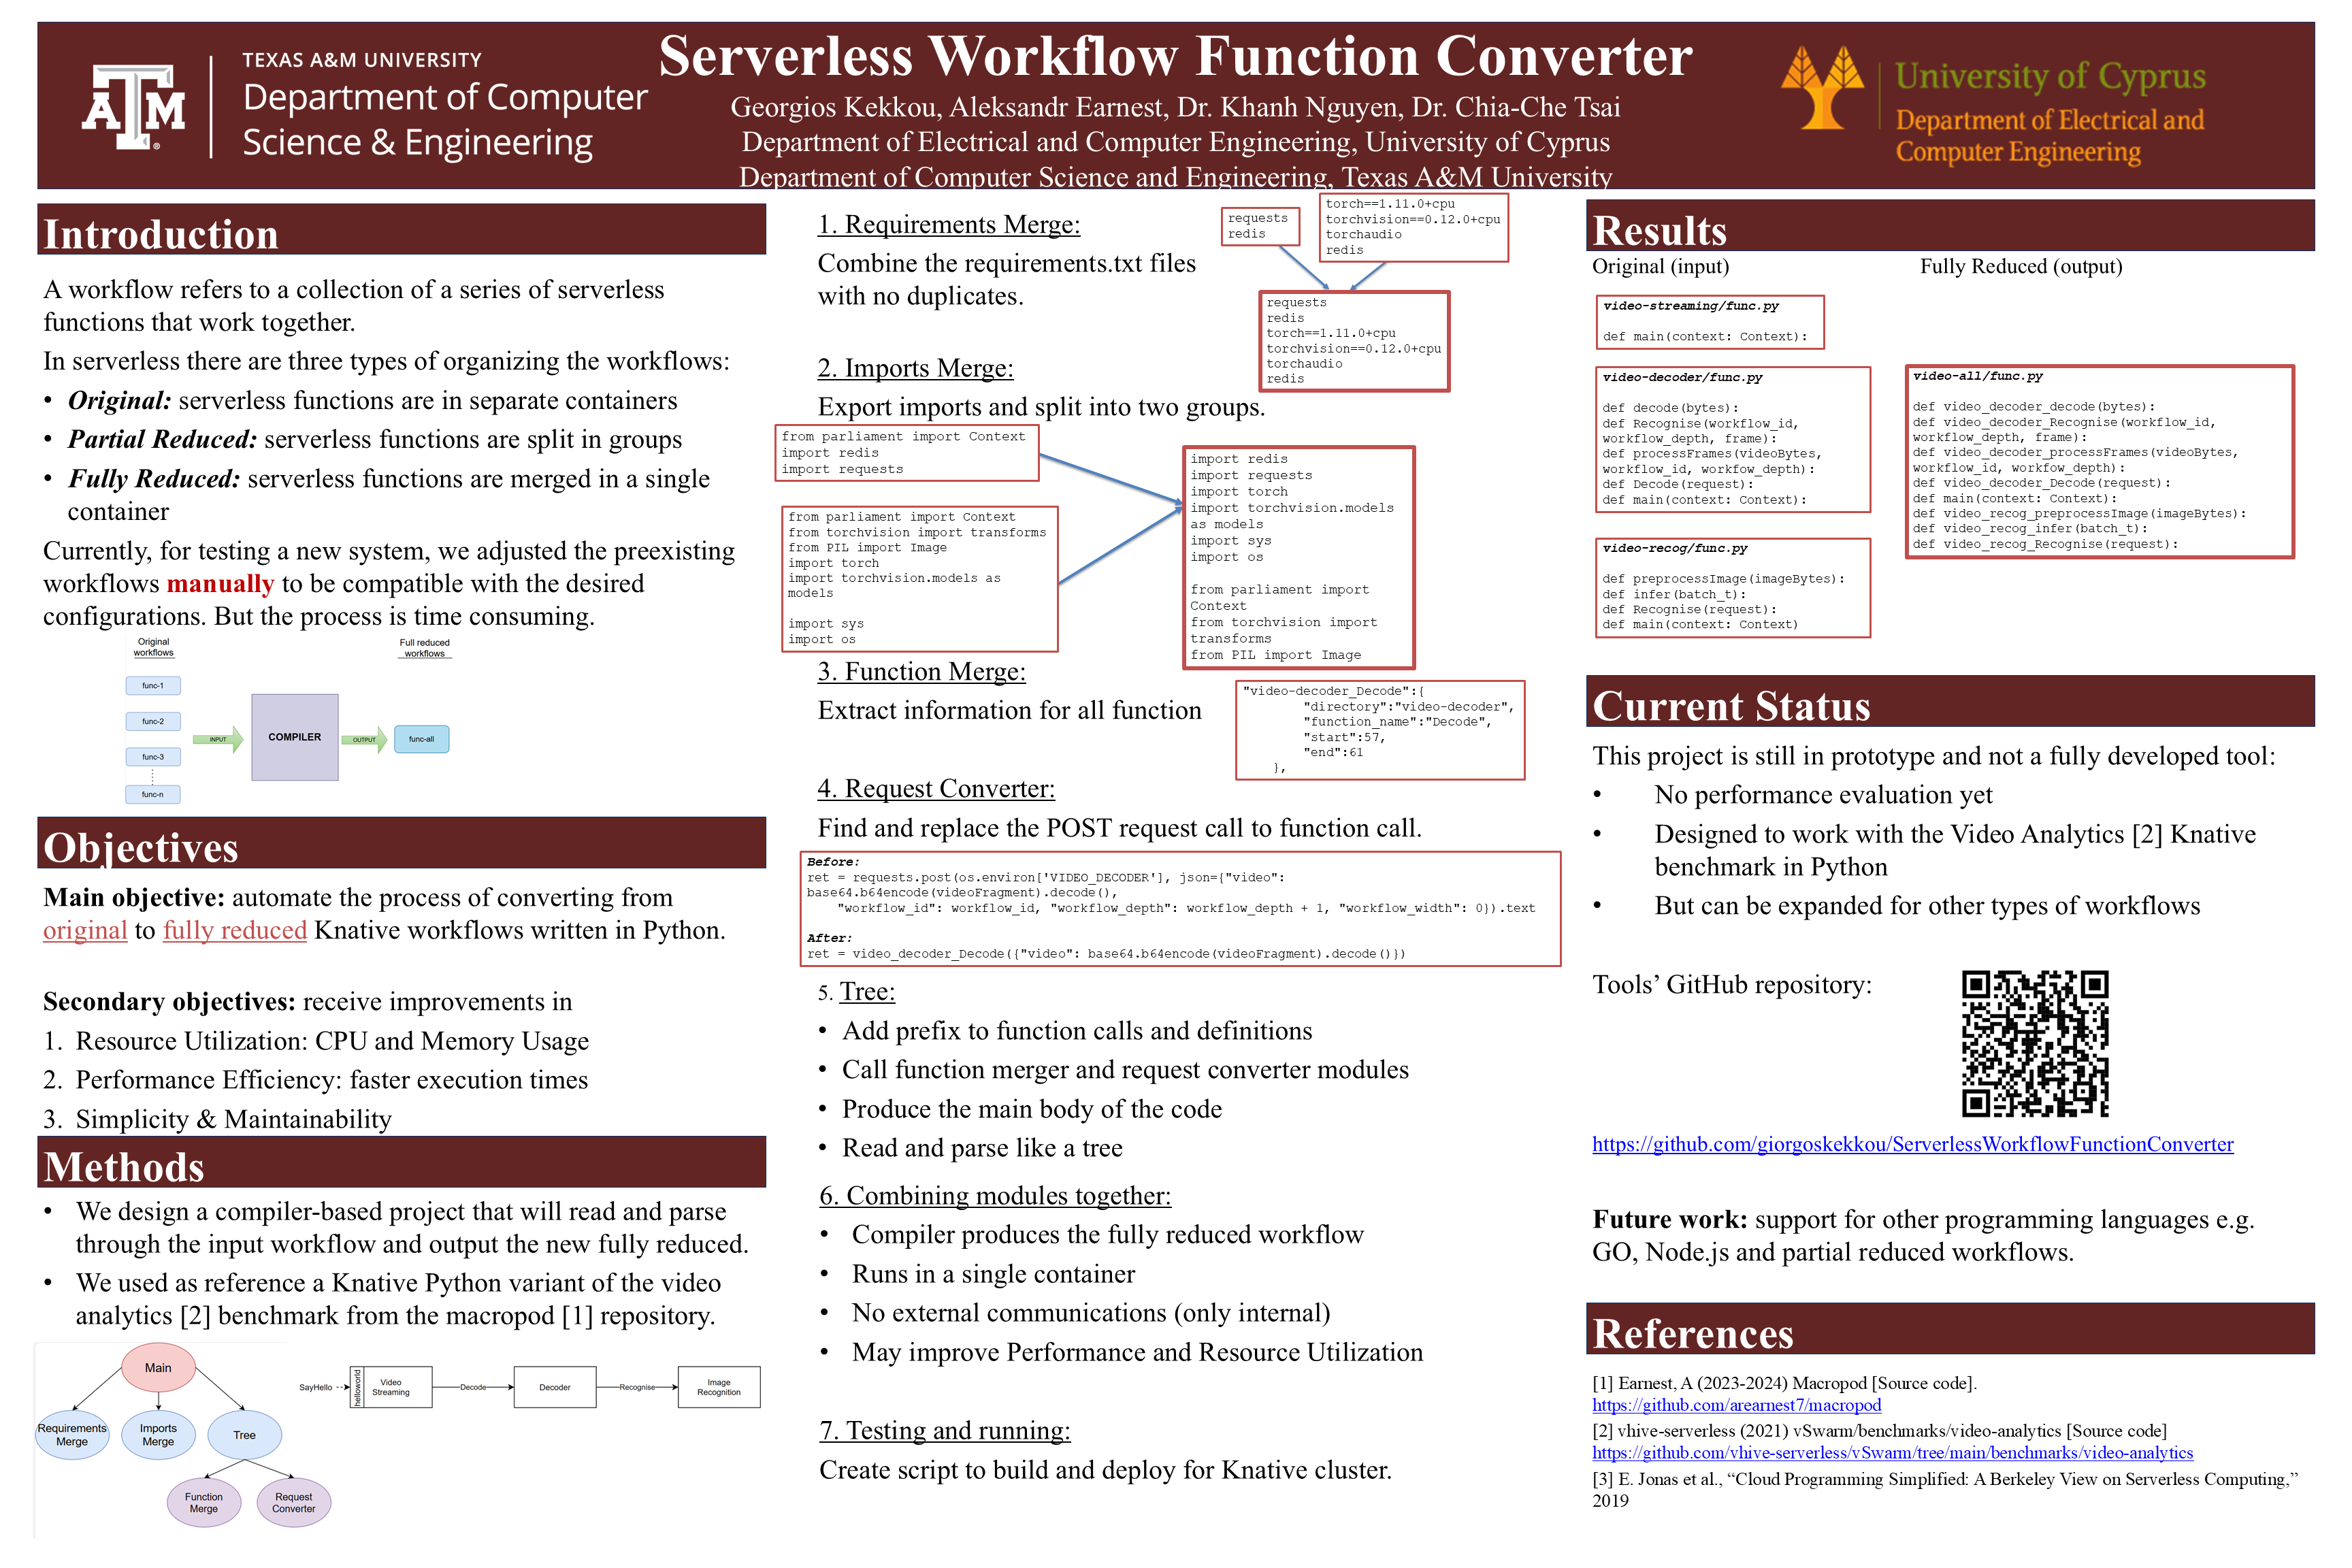 TEXAS A&M UNIVERSITY
Department of Computer
Science & Engineering
Serverless Workflow Function Converter
Georgios Kekkou, Aleksandr Earnest, Dr. Khanh Nguyen, Dr. Chia-Che Tsai
Department of Electrical and Computer Engineering, University of Cyprus
Department of Computer Science and Engineering, Texas A&M University
University of Cyprus
Department of Electrical and
Computer Engineering
Introduction
A workflow refers to a collection of a series of serverless
functions that work together.
In serverless there are three types of organizing the workflows:
• Original: serverless functions are in separate containers
• Partial Reduced: serverless functions are split in groups
• Fully Reduced: serverless functions are merged in a single
container
Currently, for testing a new system, we adjusted the preexisting
workflows manually to be compatible with the desired
configurations. But the process is time consuming.
Original
workflows
func-1
func-2
func-3
func-n
INPUT
COMPILER
OUTPUT
Full reduced
workflows
func-all
Objectives
Main objective: automate the process of converting from
original to fully reduced Knative workflows written in Python.
Secondary objectives: receive improvements in
1. Resource Utilization: CPU and Memory Usage
2. Performance Efficiency: faster execution times
3. Simplicity & Maintainability
Methods
• We design a compiler-based project that will read and parse
through the input workflow and output the new fully reduced.
• We used as reference a Knative Python variant of the video
analytics [2] benchmark from the macropod [1] repository.
Main
Requirements
Merge
Imports
Merge
Tree
Function
Merge
Request
Converter
SayHello
helloworld
Video
Streaming
Decode
Decoder
Recognise
Image
Recognition
1. Requirements Merge:
Combine the requirements.txt files
with no duplicates.
requests
redis
torch==1.11.0+cpu
torchvision==0.12.0+cpu
torchaudio
redis
requests
redis
torch==1.11.0+cpu
torchvision==0.12.0+cpu
torchaudio
redis
2. Imports Merge:
Export imports and split into two groups.
from parliament import Context
import redis
import requests
from parliament import Context
from torchvision import transforms
from PIL import Image
import torch
import torchvision.models as
models
import sys
import os
import redis
import requests
import torch
import torchvision.models
as models
import sys
import os
from parliament import
Context
from torchvision import
transforms
from PIL import Image
3. Function Merge:
Extract information for all function
"video-decoder_Decode":{
"directory":"video-decoder",
"function_name":"Decode",
"start":57,
"end":61
},
4. Request Converter:
Find and replace the POST request call to function call.
Before:
ret = requests.post(os.environ['VIDEO_DECODER'], json={"video":
base64.b64encode(videoFragment).decode(),
"workflow_id": workflow_id, "workflow_depth": workflow_depth + 1, "workflow_width": 0}).text
After:
ret = video_decoder_Decode({"video": base64.b64encode(videoFragment).decode()})
5. Tree:
• Add prefix to function calls and definitions
• Call function merger and request converter modules
• Produce the main body of the code
• Read and parse like a tree
6. Combining modules together:
• Compiler produces the fully reduced workflow
• Runs in a single container
• No external communications (only internal)
• May improve Performance and Resource Utilization
7. Testing and running:
Create script to build and deploy for Knative cluster.
Results
Original (input)
Fully Reduced (output)
video-streaming/func.py
def main(context: Context):
video-decoder/func.py
def decode(bytes):
def Recognise(workflow_id,
workflow_depth, frame):
def processFrames(videoBytes,
workflow_id, workfow_depth):
def Decode(request):
def main(context: Context):
video-recog/func.py
def preprocessImage(imageBytes):
def infer(batch_t):
def Recognise(request):
def main(context: Context)
video-all/func.py
def video_decoder_decode(bytes):
def video_decoder_Recognise(workflow_id,
workflow_depth, frame):
def video_decoder_processFrames(videoBytes,
workflow_id, workfow_depth):
def video_decoder_Decode(request):
def main(context: Context):
def video_recog_preprocessImage(imageBytes):
def video_recog_infer(batch_t):
def video_recog_Recognise(request):
Current Status
This project is still in prototype and not a fully developed tool:
• No performance evaluation yet
• Designed to work with the Video Analytics [2] Knative
benchmark in Python
• But can be expanded for other types of workflows
Tools’ GitHub repository:
https://github.com/giorgoskekkou/ServerlessWorkflowFunctionConverter
Future work: support for other programming languages e.g.
GO, Node.js and partial reduced workflows.
References
[1] Earnest, A (2023-2024) Macropod [Source code].
https://github.com/arearnest7/macropod
[2] vhive-serverless (2021) vSwarm/benchmarks/video-analytics [Source code]
https://github.com/vhive-serverless/vSwarm/tree/main/benchmarks/video-analytics
[3] E. Jonas et al., “Cloud Programming Simplified: A Berkeley View on Serverless Computing,”
2019